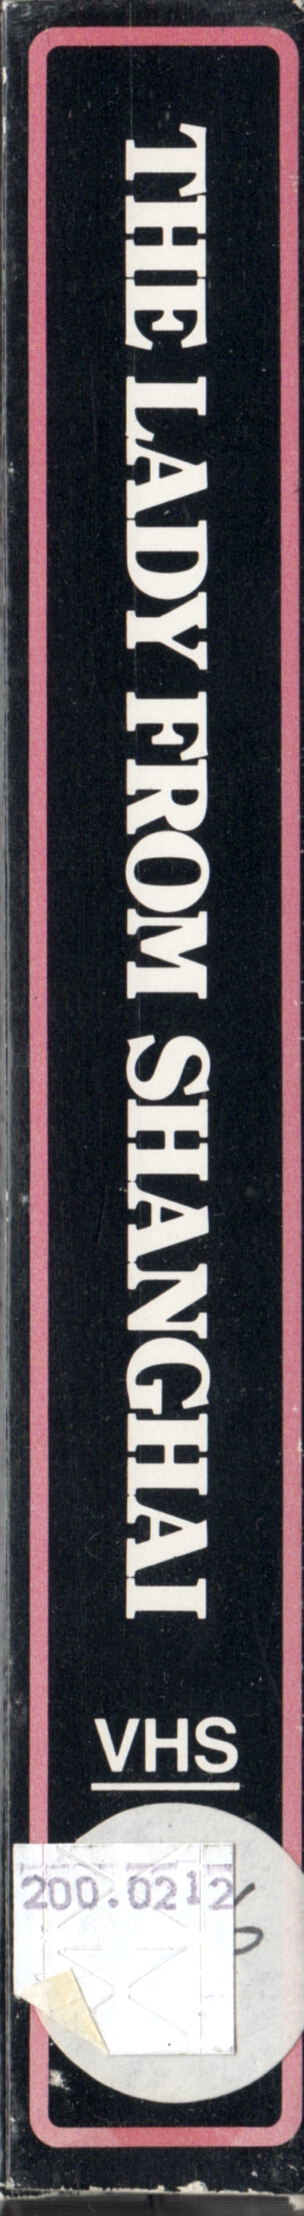 THE LADY FROM SHANGHAI
VHS
200.0212